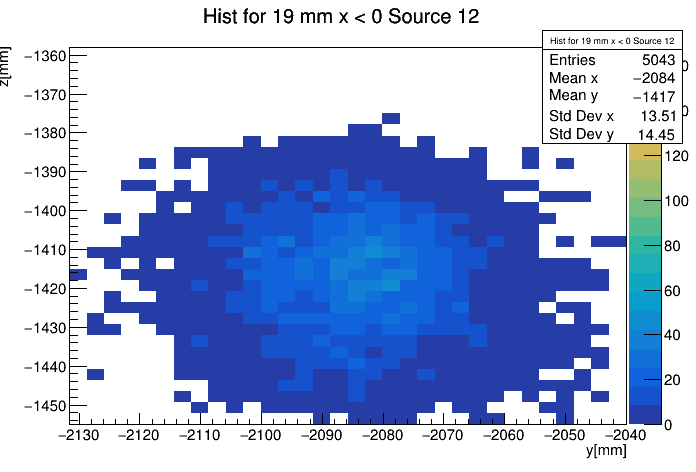 Hist for 19 mm x < 0 Source 12
z[mm]
Hist for 19 mm x < 0 Source 12
Entries 5043
Mean x −2084
Mean y −1417
Std Dev x 13.51
Std Dev y 14.45
−1360
−1370
−1380
−1390
−1400
−1410
−1420
−1430
−1440
−1450
0
0
120
100
80
60
40
20
0
−2130 −2120 −2110 −2100 −2090 −2080 −2070 −2060 −2050 −2040
y[mm]